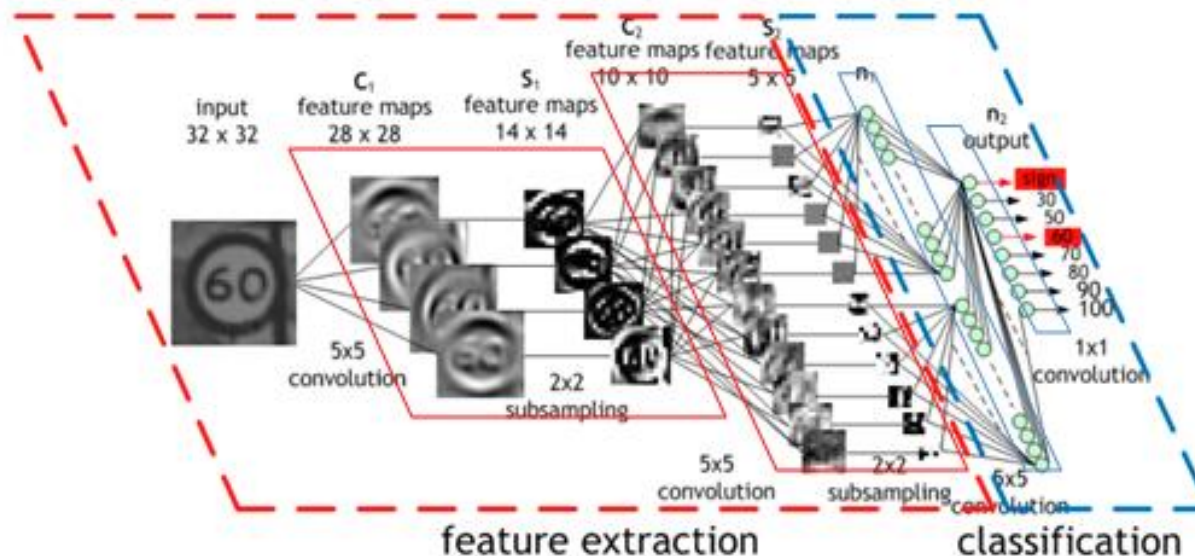 input
32 x 32
C₁
feature maps
28 x 28
S₁
feature maps
14 x 14
C₂
feature maps
10 x 10
S₂
feature maps
5 x 5
n₁
n₂
output
sign
30
50
60
70
80
90
100
60
5x5
convolution
2x2
subsampling
5x5
convolution
2x2
subsampling
5x5
convolution
1x1
convolution
feature extraction
classification